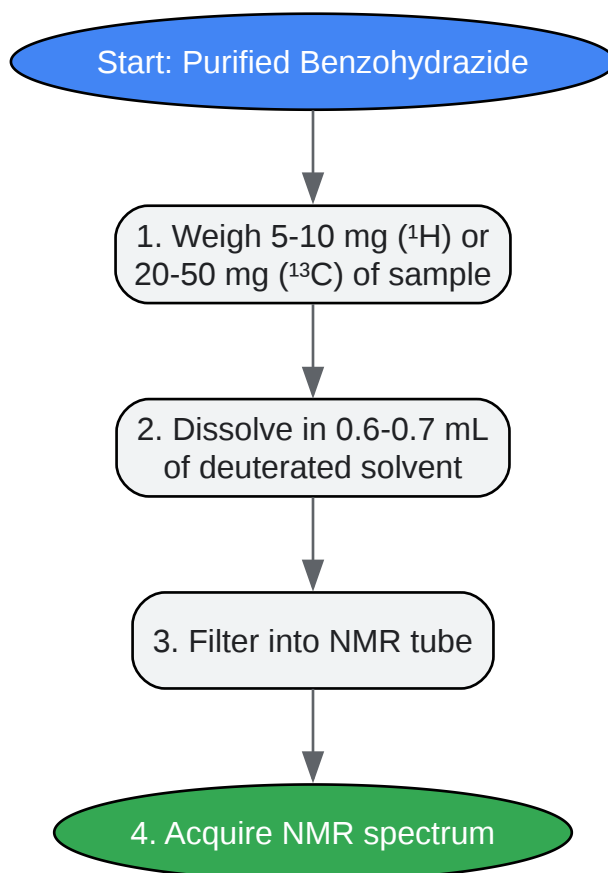 Start: Purified Benzohydrazide
1. Weigh 5-10 mg (¹H) or
20-50 mg (¹³C) of sample
2. Dissolve in 0.6-0.7 mL
of deuterated solvent
3. Filter into NMR tube
4. Acquire NMR spectrum